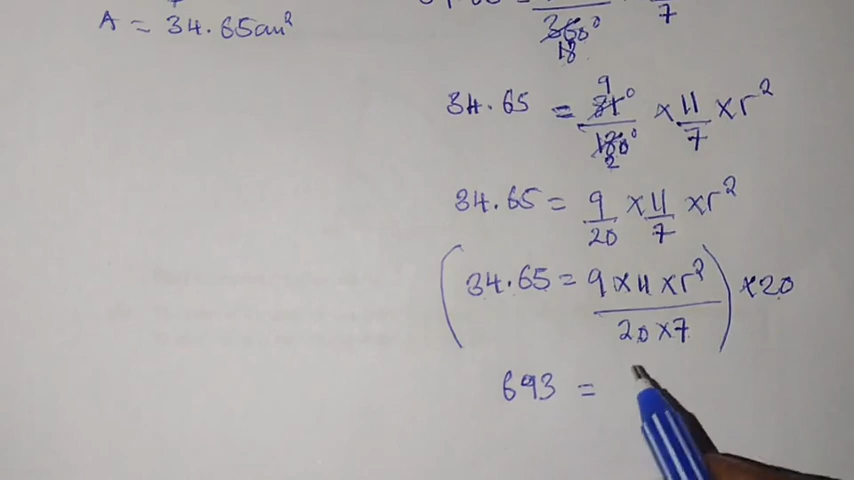 A = 34.65cm²
360°
18
7
34.65 = 81°/180° × 11/7 × r²
9
2
34.65 = 9/20 × 11/7 × r²
(34.65 = 9 × 11 × r²/20 × 7) × 20
693 =